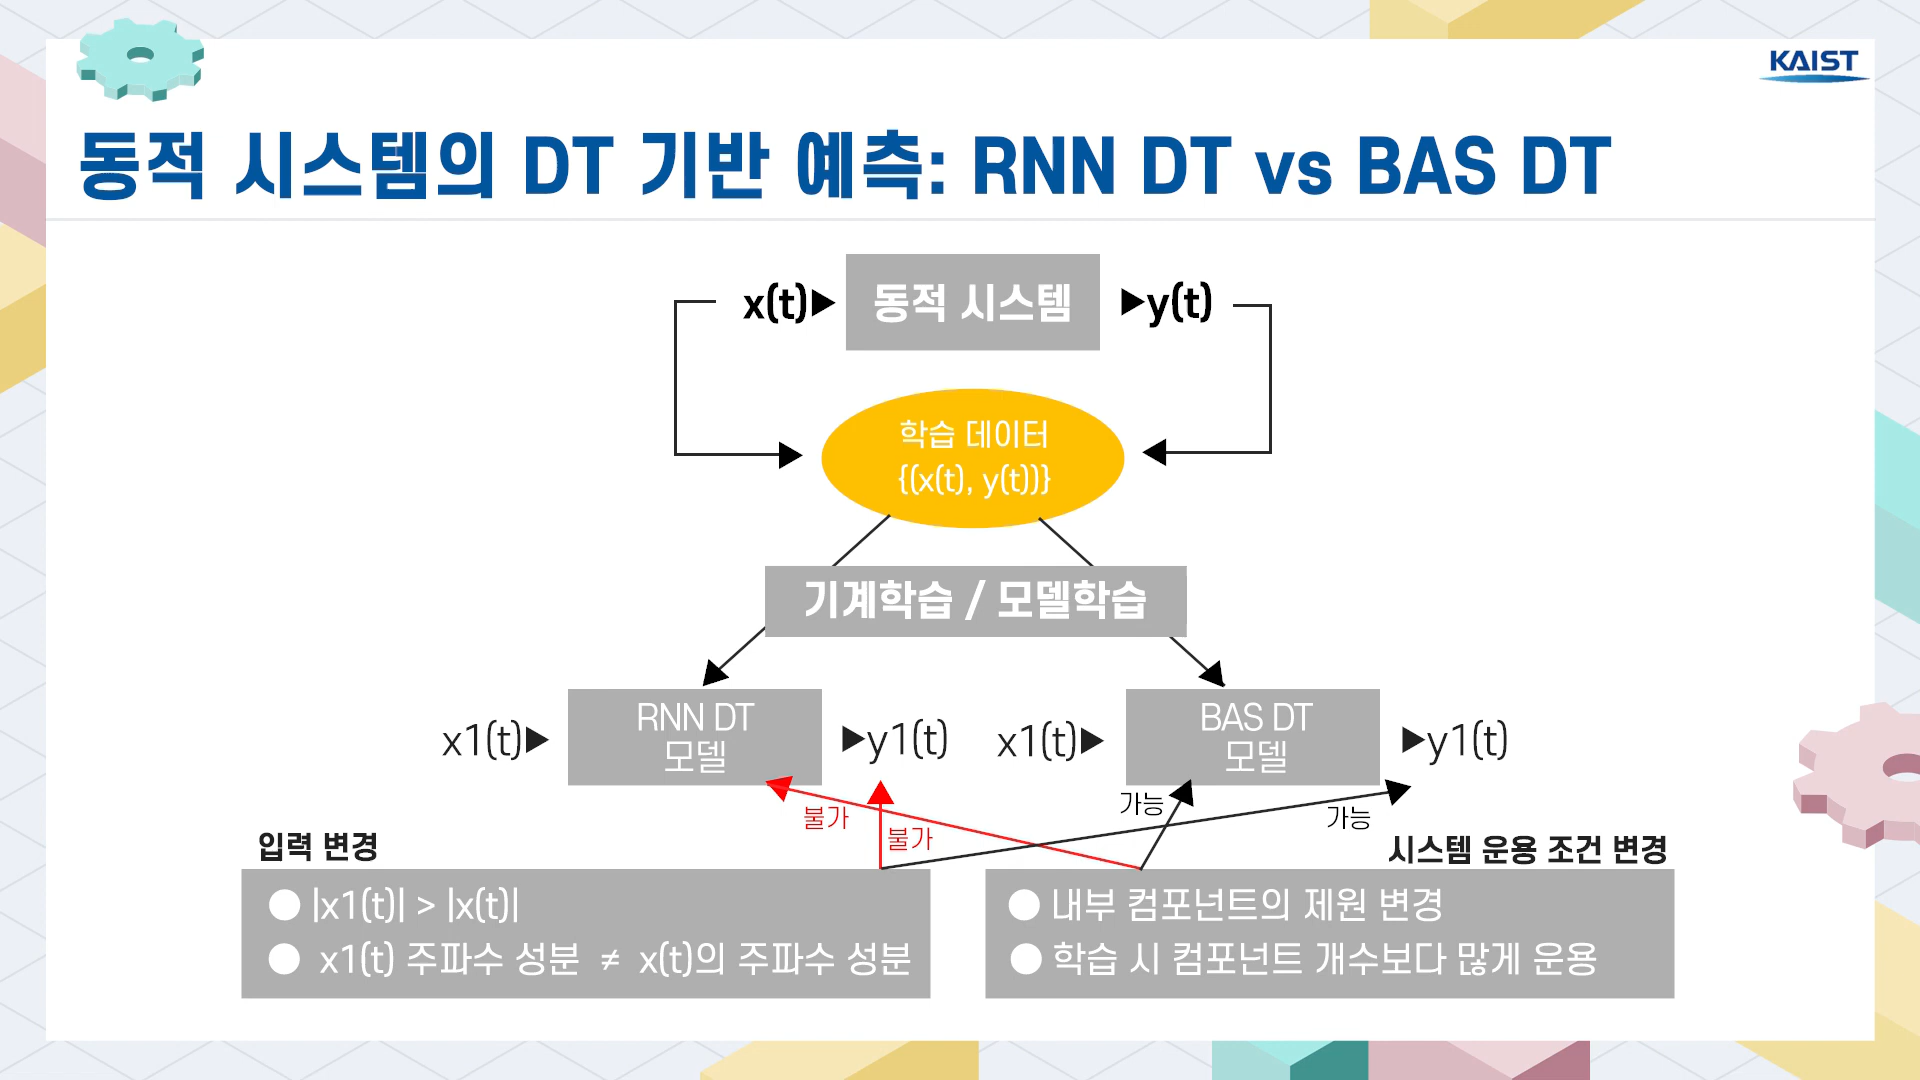 KAIST
동적 시스템의 DT 기반 예측: RNN DT vs BAS DT
x(t)
동적 시스템
y(t)
학습 데이터
{(x(t), y(t))}
기계학습 / 모델학습
x1(t)
RNN DT
모델
y1(t)
x1(t)
BAS DT
모델
y1(t)
불가
불가
가능
가능
입력 변경
|x1(t)| > |x(t)|
x1(t) 주파수 성분 ≠ x(t)의 주파수 성분
시스템 운용 조건 변경
내부 컴포넌트의 제원 변경
학습 시 컴포넌트 개수보다 많게 운용